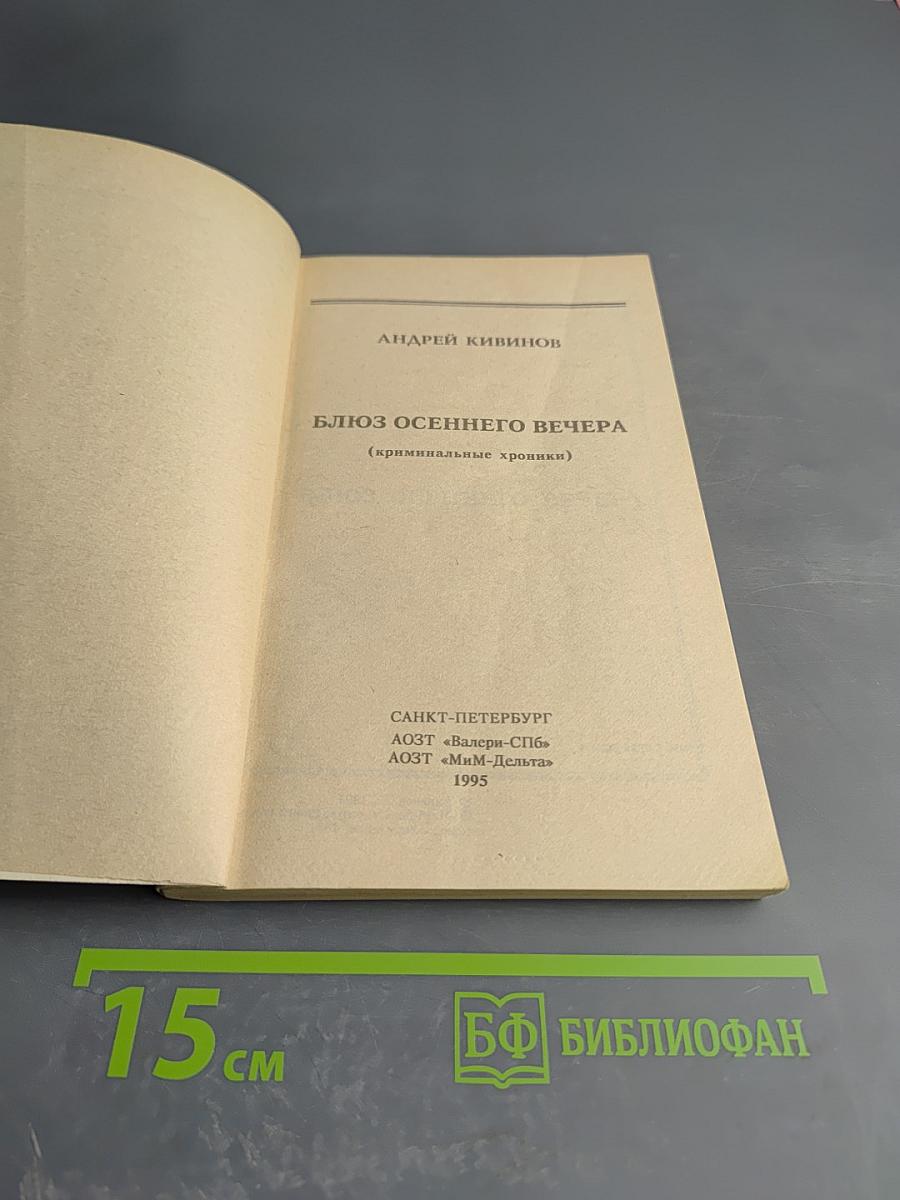 АНДРЕЙ КИВИНОВ
БЛЮЗ ОСЕННЕГО ВЕЧЕРА
(криминальные хроники)
САНКТ-ПЕТЕРБУРГ
АОЗТ «Валери-СПб»
АОЗТ «МиМ-Дельта»
1995
15 см
БФ БИБЛИОФАН